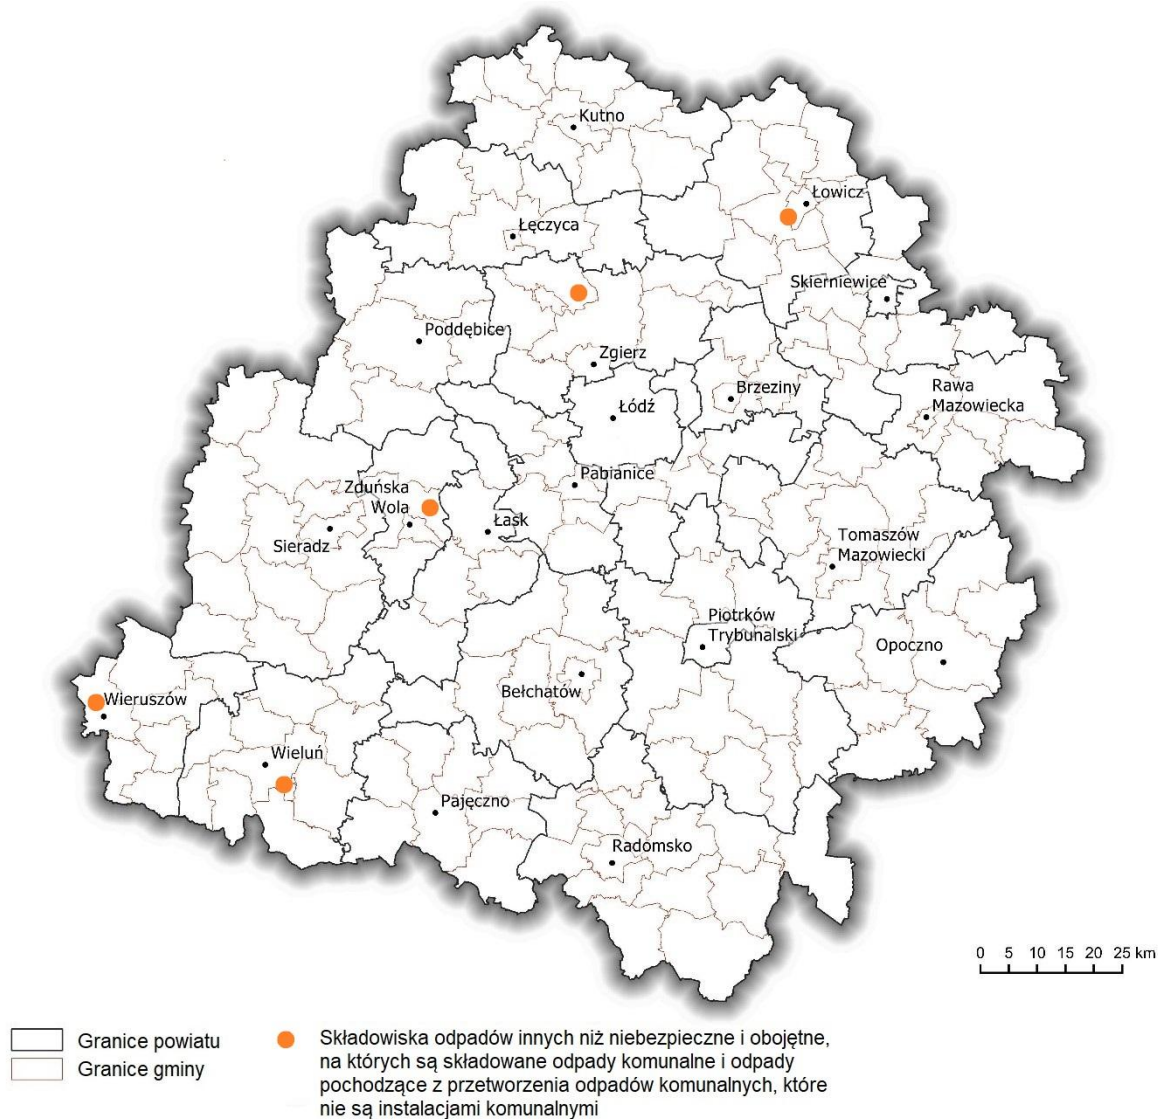 Kutno
Łowicz
Łęczyca
Skierniewice
Poddębice
Zgierz
Brzeziny
Rawa
Mazowiecka
Łódź
Pabianice
Zduńska
Wola
Łask
Sieradz
Tomaszów
Mazowiecki
Piotrków
Trybunalski
Opoczno
Bełchatów
Wieruszów
Wieluń
Pajęczno
Radomsko
0 5 10 15 20 25 km
Granice powiatu
Granice gminy
Składowiska odpadów innych niż niebezpieczne i obojętne,
na których są składowane odpady komunalne i odpady
pochodzące z przetworzenia odpadów komunalnych, które
nie są instalacjami komunalnymi